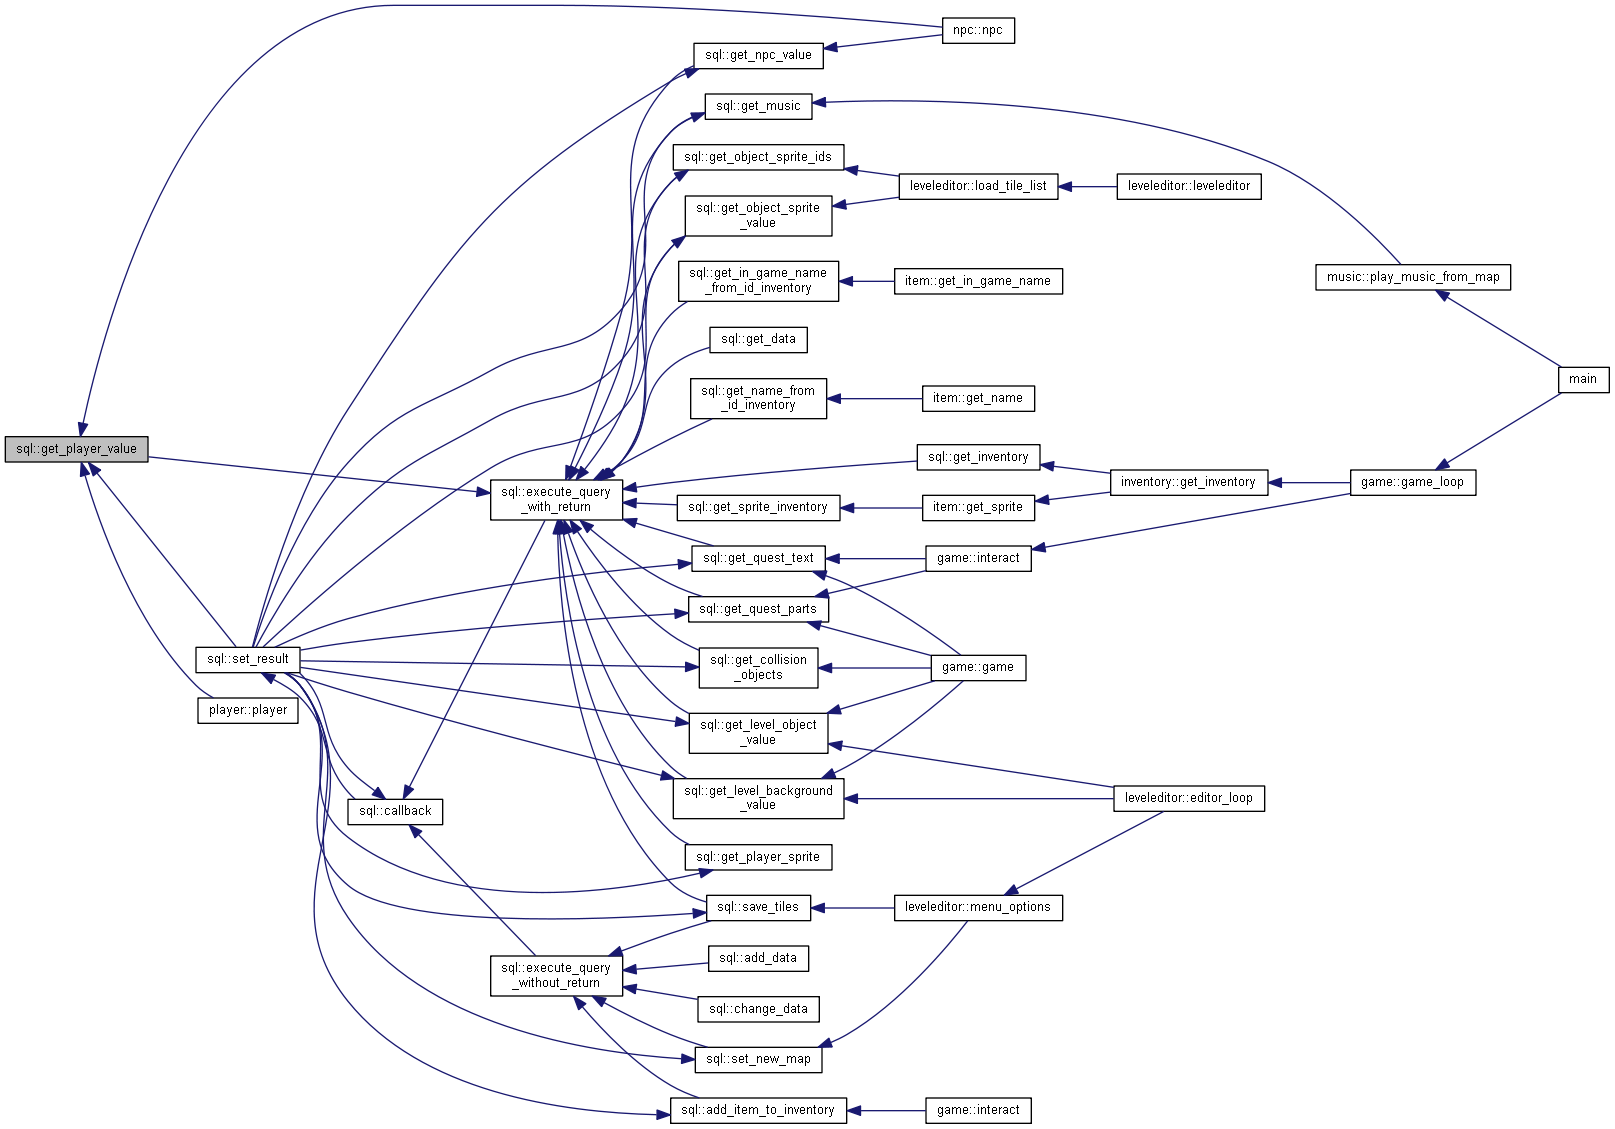 npc::npc
sql::get_npc_value
sql::get_music
sql::get_object_sprite_ids
leveleditor::load_tile_list
leveleditor::leveleditor
sql::get_object_sprite
_value
sql::get_in_game_name
_from_id_inventory
item::get_in_game_name
music::play_music_from_map
sql::get_data
main
sql::get_name_from
_id_inventory
item::get_name
sql::get_player_value
sql::get_inventory
inventory::get_inventory
game::game_loop
sql::execute_query
_with_return
sql::get_sprite_inventory
item::get_sprite
sql::get_quest_text
game::interact
sql::get_quest_parts
sql::set_result
sql::get_collision
_objects
game::game
player::player
sql::get_level_object
_value
sql::get_level_background
_value
leveleditor::editor_loop
sql::callback
sql::get_player_sprite
sql::save_tiles
leveleditor::menu_options
sql::add_data
sql::execute_query
_without_return
sql::change_data
sql::set_new_map
sql::add_item_to_inventory
game::interact